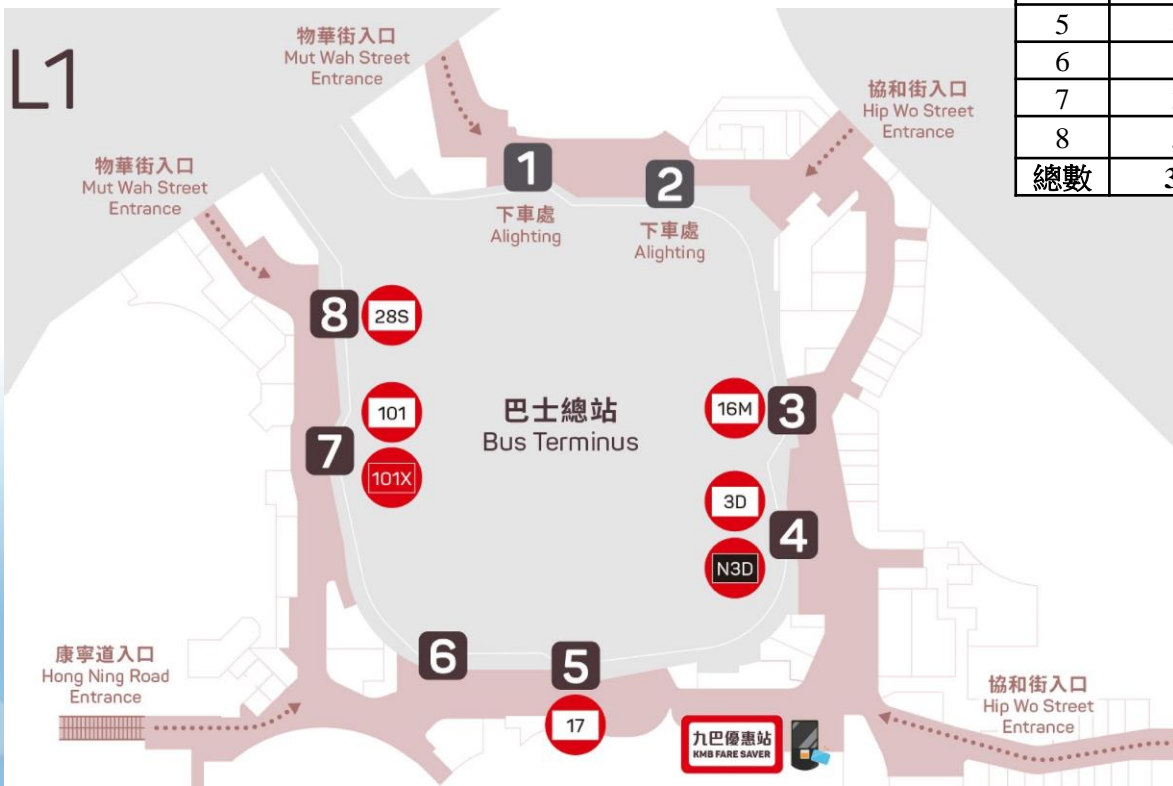 L1
物華街入口
Mut Wah Street
Entrance
協和街入口
Hip Wo Street
Entrance
物華街入口
Mut Wah Street
Entrance
1
下車處
Alighting
2
下車處
Alighting
8
28S
7
101
101X
巴士總站
Bus Terminus
16M
3
3D
4
N3D
6
5
17
康寧道入口
Hong Ning Road
Entrance
九巴優惠站
KMB FARE SAVER
協和街入口
Hip Wo Street
Entrance
5
6
7
8
總數